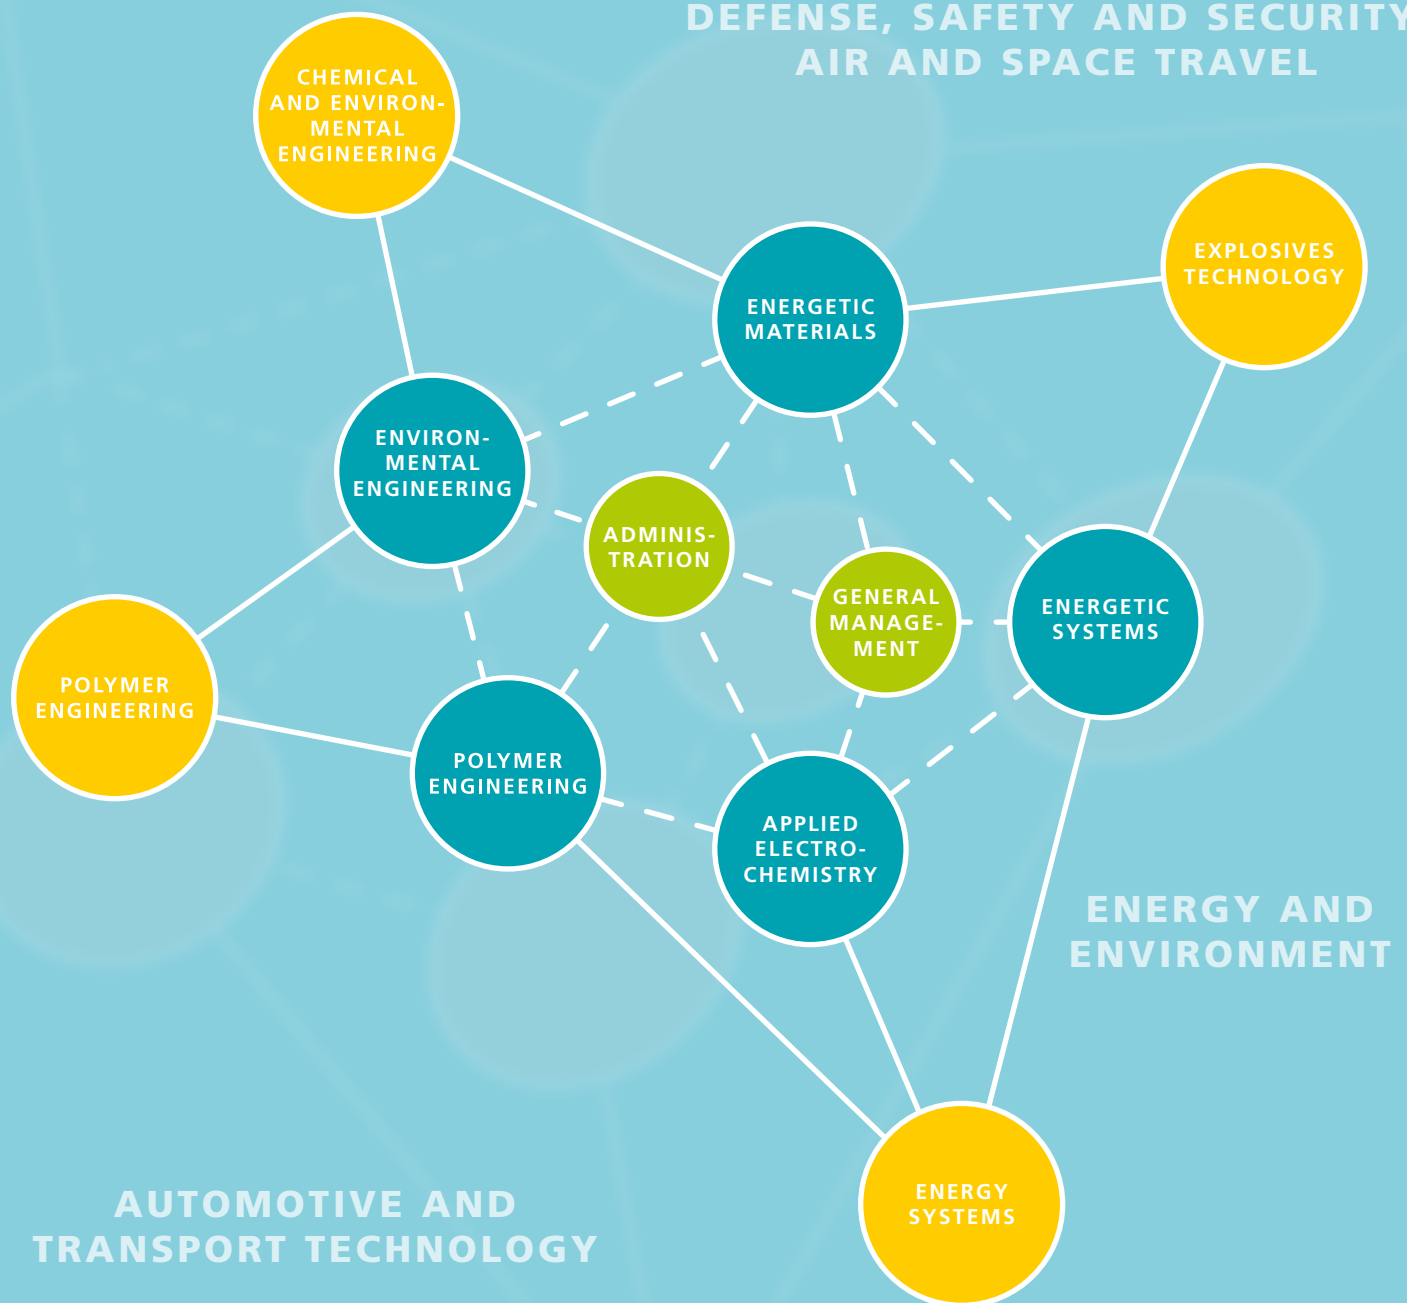 DEFENSE, SAFETY AND SECURITY
AIR AND SPACE TRAVEL
CHEMICAL
AND ENVIRON-
MENTAL
ENGINEERING
EXPLOSIVES
TECHNOLOGY
ENERGETIC
MATERIALS
ENVIRON-
MENTAL
ENGINEERING
ADMINIS-
TRATION
GENERAL
MANAGE-
MENT
ENERGETIC
SYSTEMS
POLYMER
ENGINEERING
POLYMER
ENGINEERING
APPLIED
ELECTRO-
CHEMISTRY
ENERGY AND
ENVIRONMENT
ENERGY
SYSTEMS
AUTOMOTIVE AND
TRANSPORT TECHNOLOGY